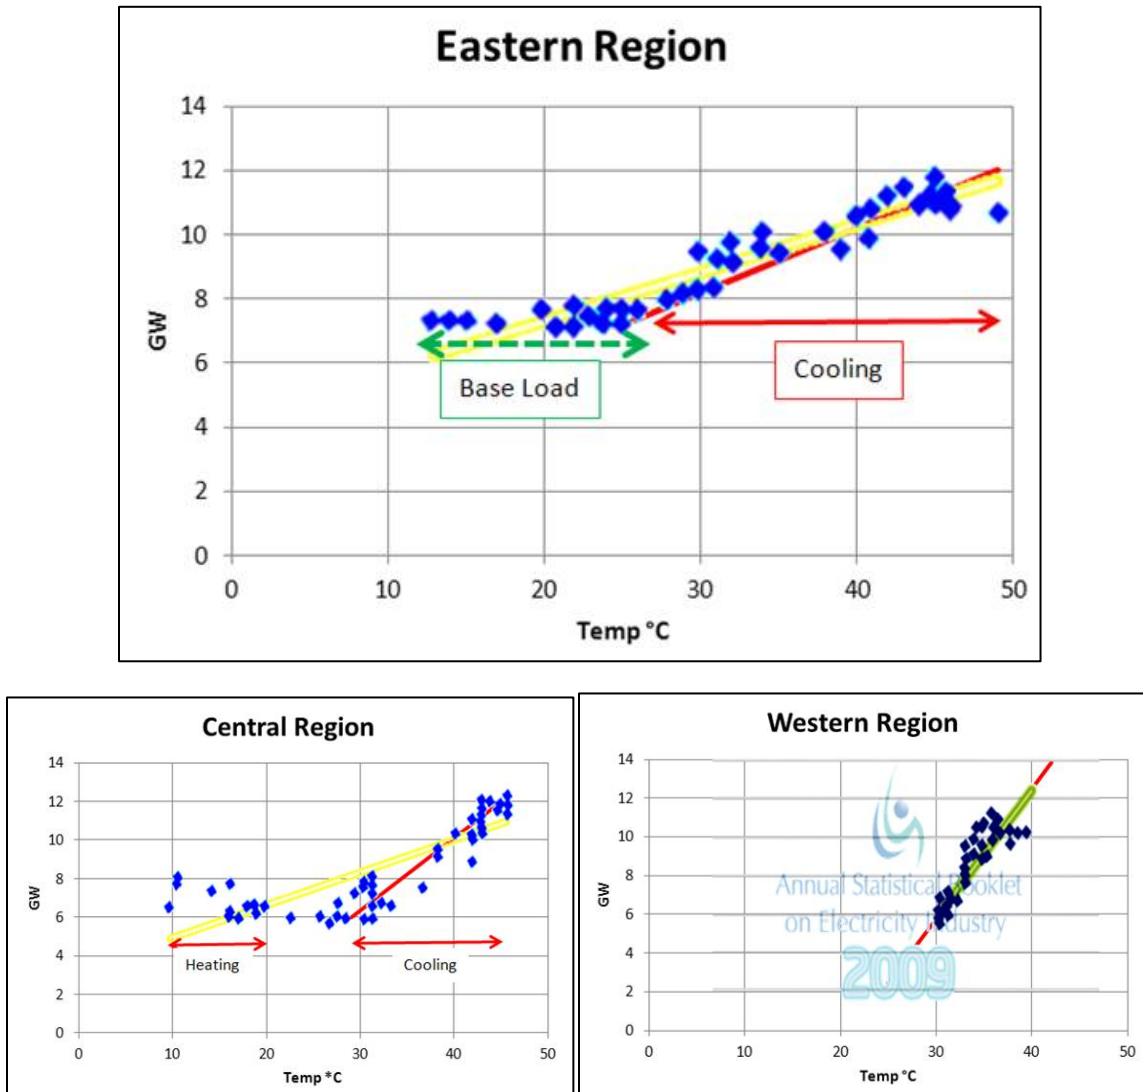 Eastern Region
14
12
10
8
6
4
2
0
GW
Base Load
Cooling
0 10 20 30 40 50
Temp °C
Central Region
14
12
10
8
6
4
2
0
GW
Heating
Cooling
0 10 20 30 40 50
Temp °C
Western Region
14
12
10
8
6
4
2
0
GW
Annual Statistical Booklet
on Electricity Industry
2009
0 10 20 30 40 50
Temp °C